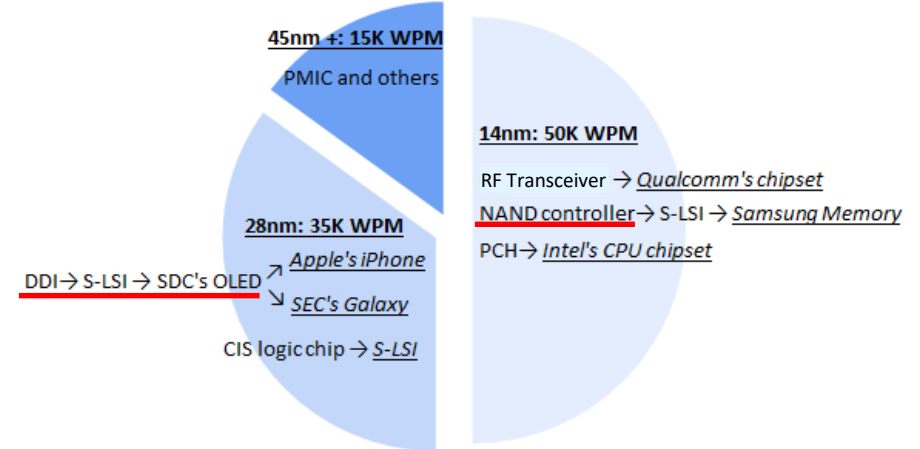 45nm +: 15K WPM
PMIC and others
14nm: 50K WPM
RF Transceiver → Qualcomm's chipset
NAND controller → S-LSI → Samsung Memory
PCH → Intel's CPU chipset
28nm: 35K WPM
DDI → S-LSI → SDC's OLED
↗ Apple's iPhone
↘ SEC's Galaxy
CIS logic chip → S-LSI